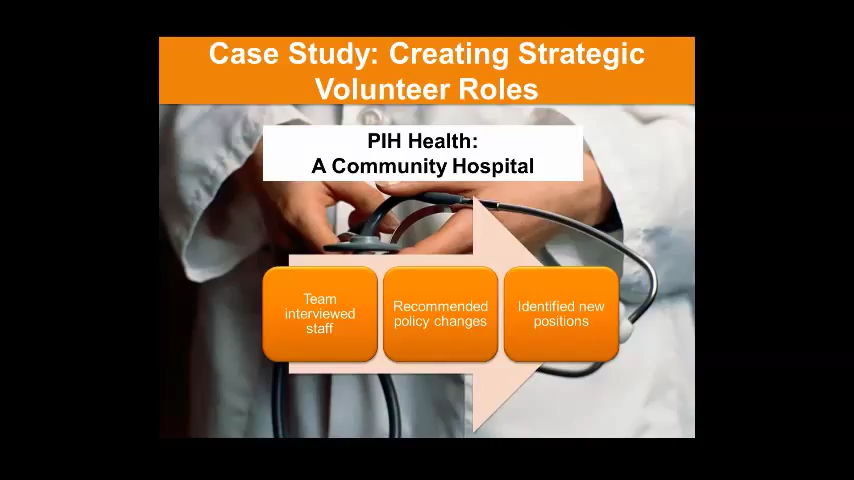 Case Study: Creating Strategic
Volunteer Roles
PIH Health:
A Community Hospital
Team
interviewed
staff
Recommended
policy changes
Identified new
positions